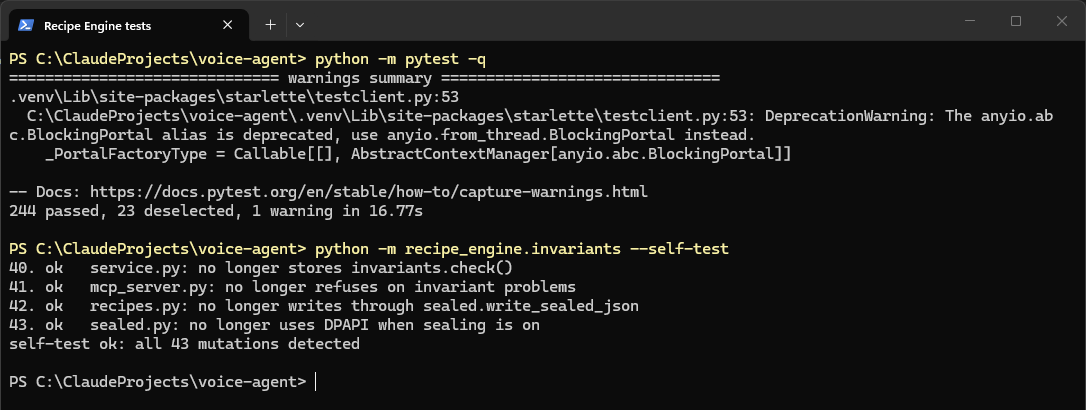 Recipe Engine tests
PS C:\ClaudeProjects\voice-agent> python -m pytest -q
============================== warnings summary ===============================
.venv\Lib\site-packages\starlette\testclient.py:53
  C:\ClaudeProjects\voice-agent\.venv\Lib\site-packages\starlette\testclient.py:53: DeprecationWarning: The anyio.ab
c.BlockingPortal alias is deprecated, use anyio.from_thread.BlockingPortal instead.
    _PortalFactoryType = Callable[[], AbstractContextManager[anyio.abc.BlockingPortal]]

-- Docs: https://docs.pytest.org/en/stable/how-to/capture-warnings.html
244 passed, 23 deselected, 1 warning in 16.77s

PS C:\ClaudeProjects\voice-agent> python -m recipe_engine.invariants --self-test
40. ok   service.py: no longer stores invariants.check()
41. ok   mcp_server.py: no longer refuses on invariant problems
42. ok   recipes.py: no longer writes through sealed.write_sealed_json
43. ok   sealed.py: no longer uses DPAPI when sealing is on
self-test ok: all 43 mutations detected

PS C:\ClaudeProjects\voice-agent>